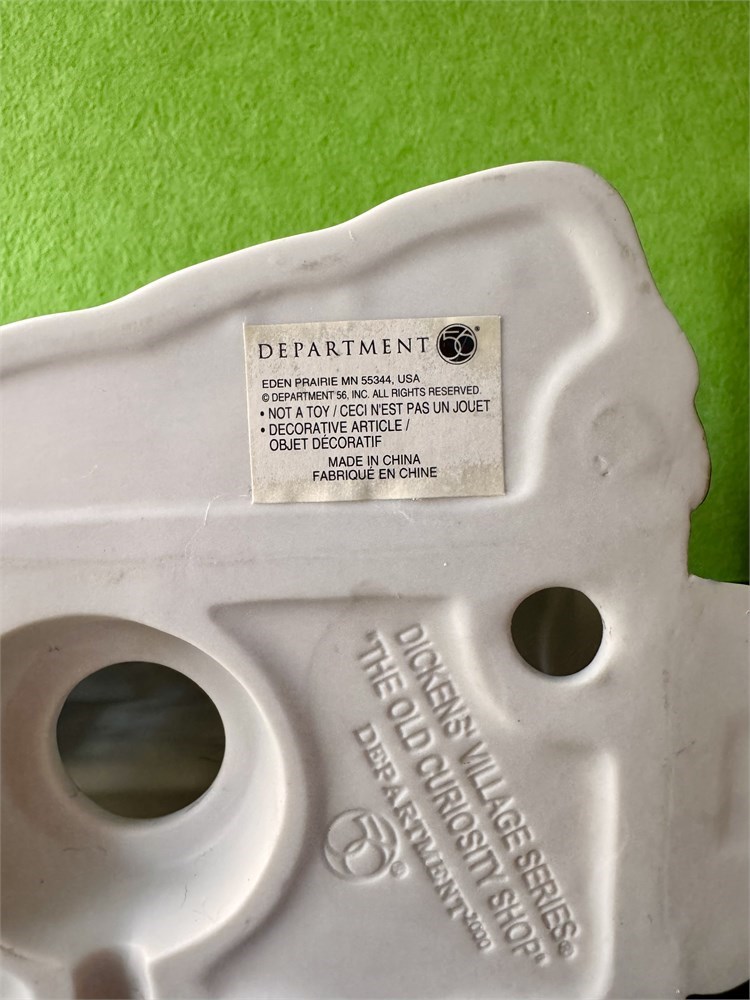 DEPARTMENT 56®
EDEN PRAIRIE MN 55344, USA
© DEPARTMENT 56, INC. ALL RIGHTS RESERVED.
• NOT A TOY / CECI N'EST PAS UN JOUET
• DECORATIVE ARTICLE /
OBJET DÉCORATIF
MADE IN CHINA
FABRIQUÉ EN CHINE
DICKENS' VILLAGE SERIES®
"THE OLD CURIOSITY SHOP"
DEPARTMENT 2000
56®